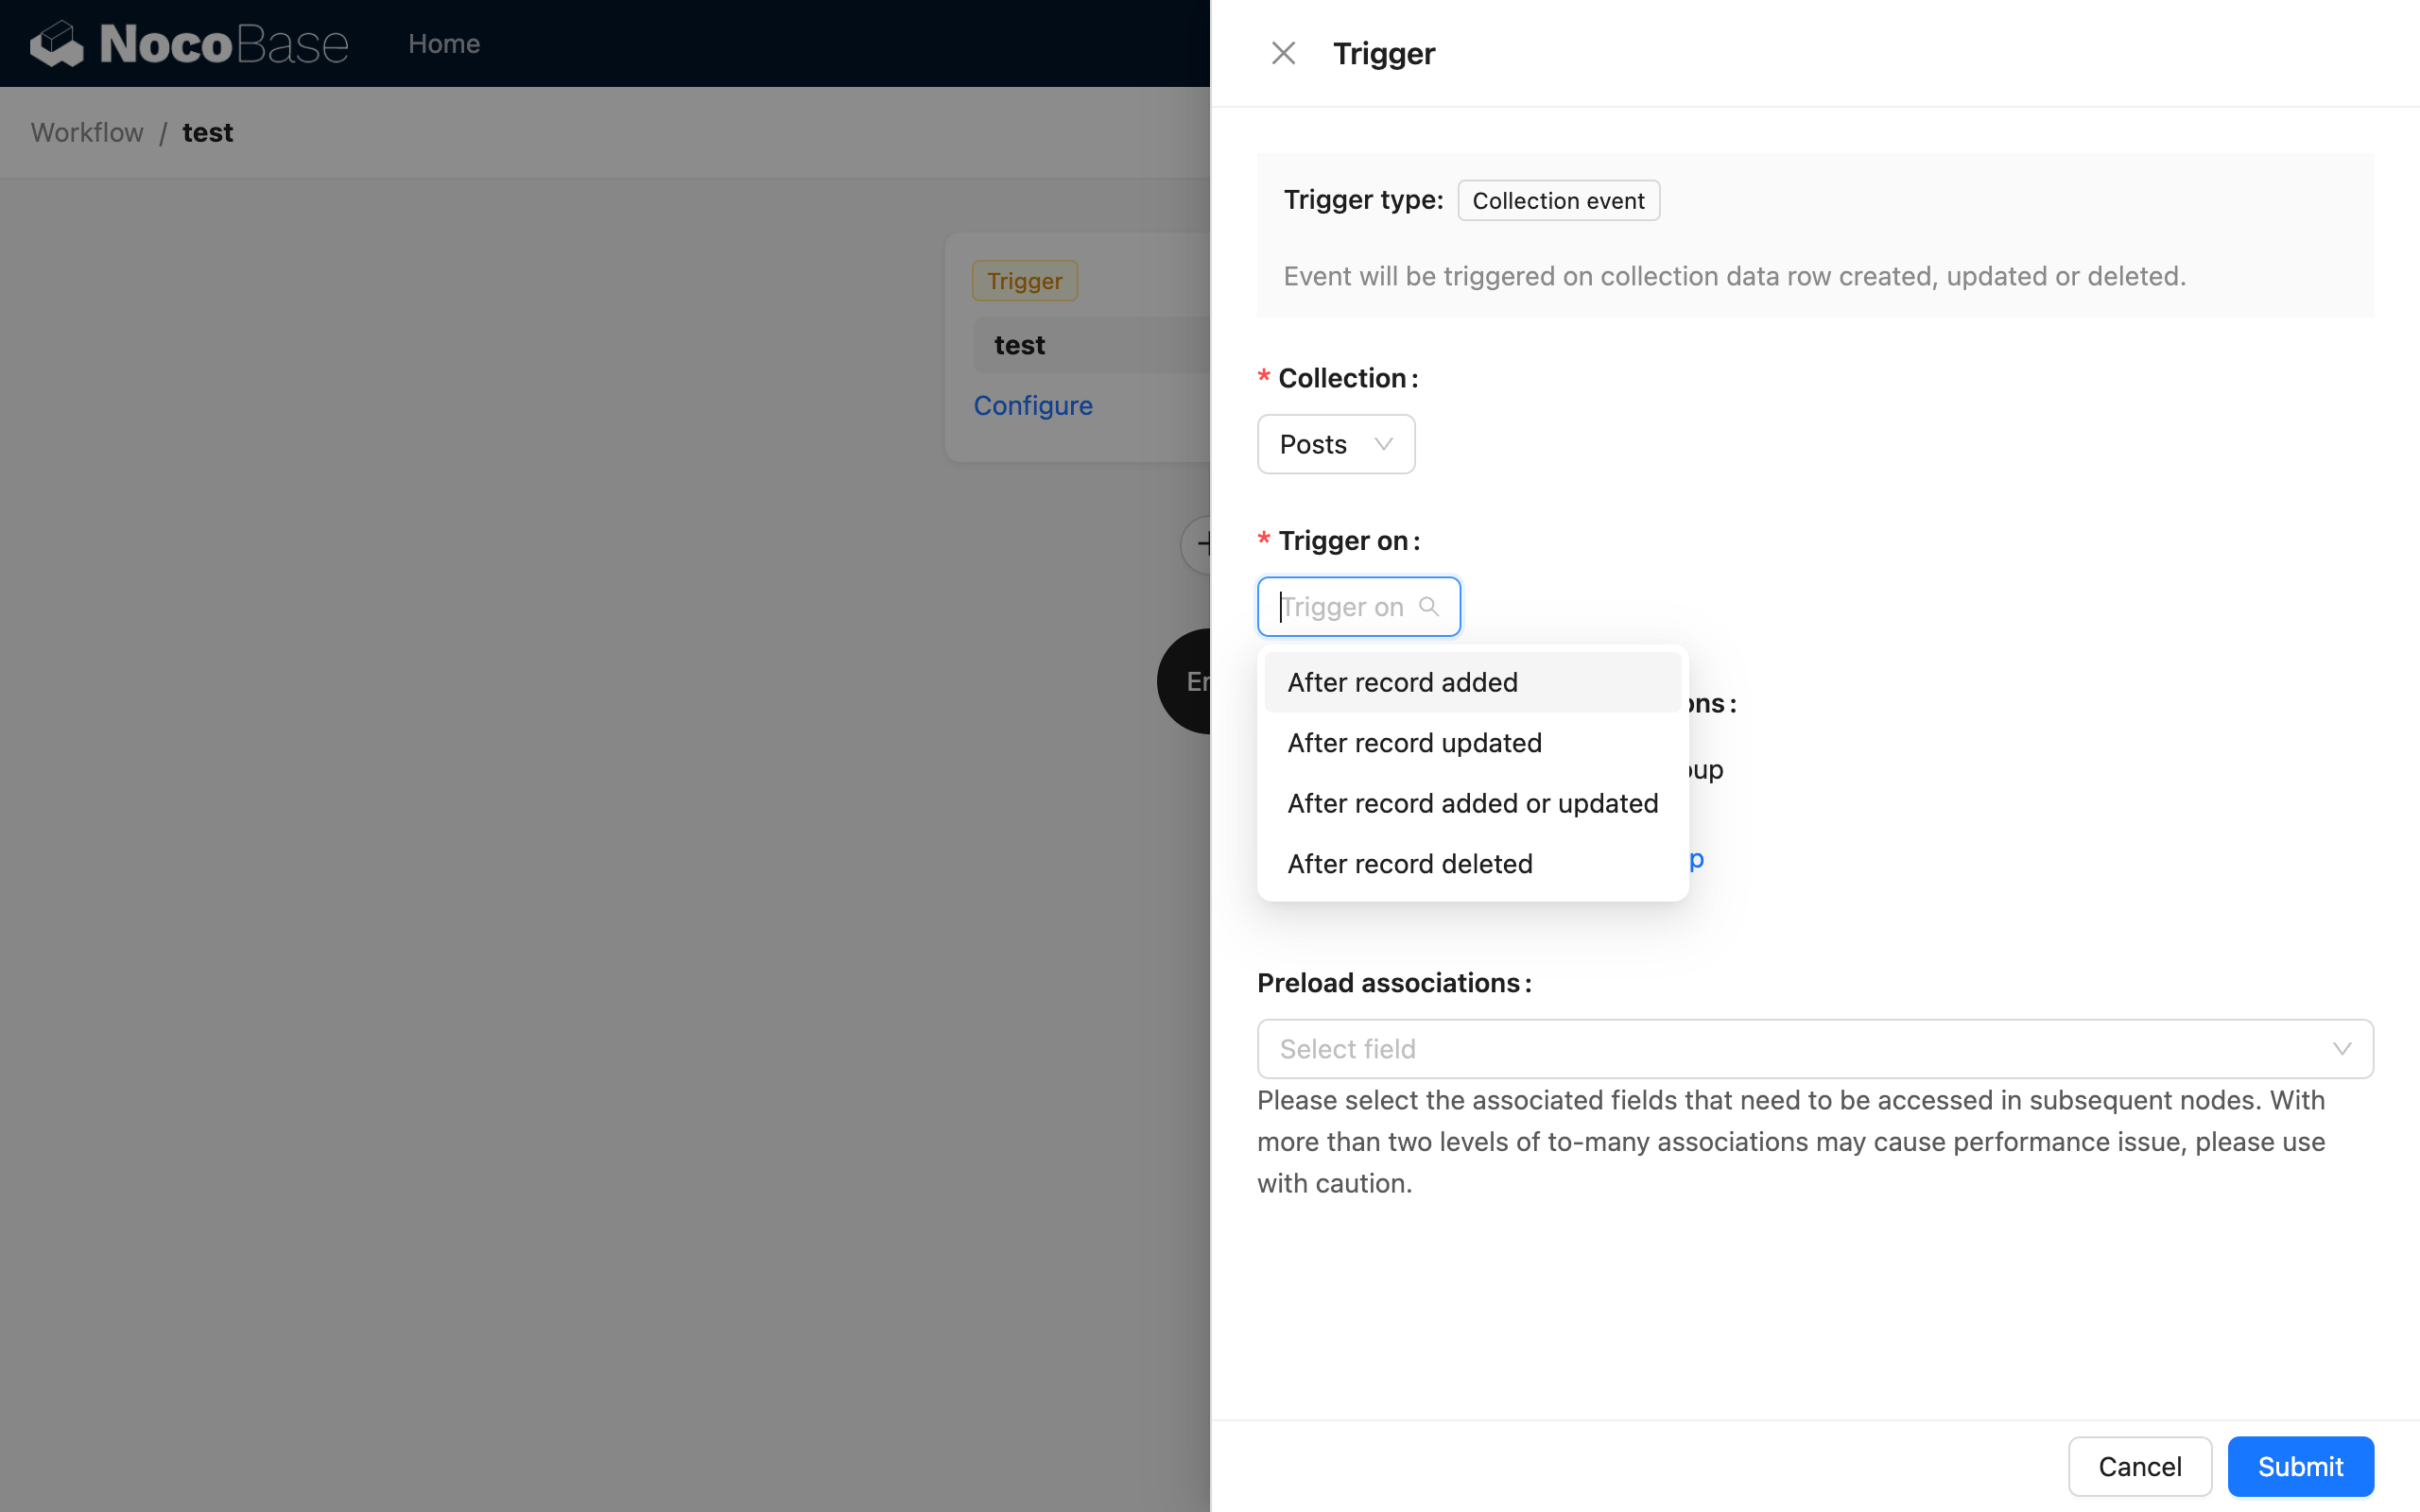 NocoBase
Home
Workflow / test
Trigger
test
Configure
Trigger
Trigger type: Collection event
Event will be triggered on collection data row created, updated or deleted.
* Collection:
Posts
* Trigger on:
Trigger on
After record added
After record updated
After record added or updated
After record deleted
Preload associations:
Select field
Please select the associated fields that need to be accessed in subsequent nodes. With
more than two levels of to-many associations may cause performance issue, please use
with caution.
Cancel
Submit